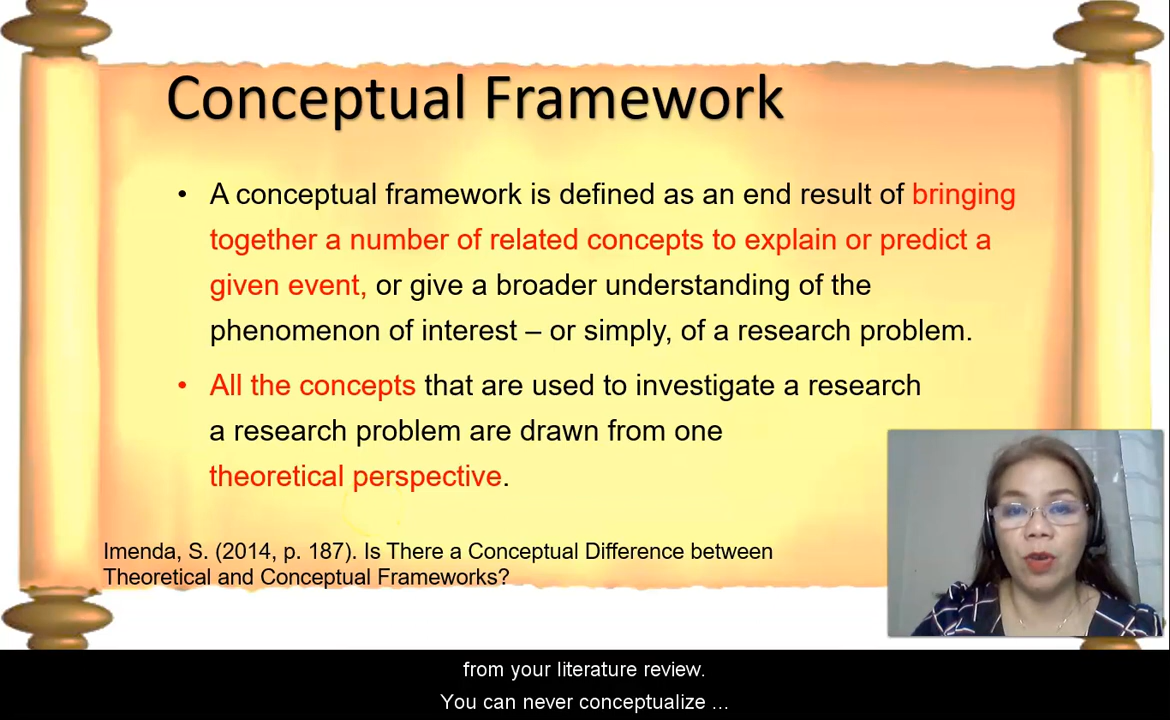 Conceptual Framework
• A conceptual framework is defined as an end result of bringing
together a number of related concepts to explain or predict a
given event, or give a broader understanding of the
phenomenon of interest – or simply, of a research problem.
• All the concepts that are used to investigate a research
a research problem are drawn from one
theoretical perspective.
Imenda, S. (2014, p. 187). Is There a Conceptual Difference between
Theoretical and Conceptual Frameworks?
from your literature review.
You can never conceptualize ...